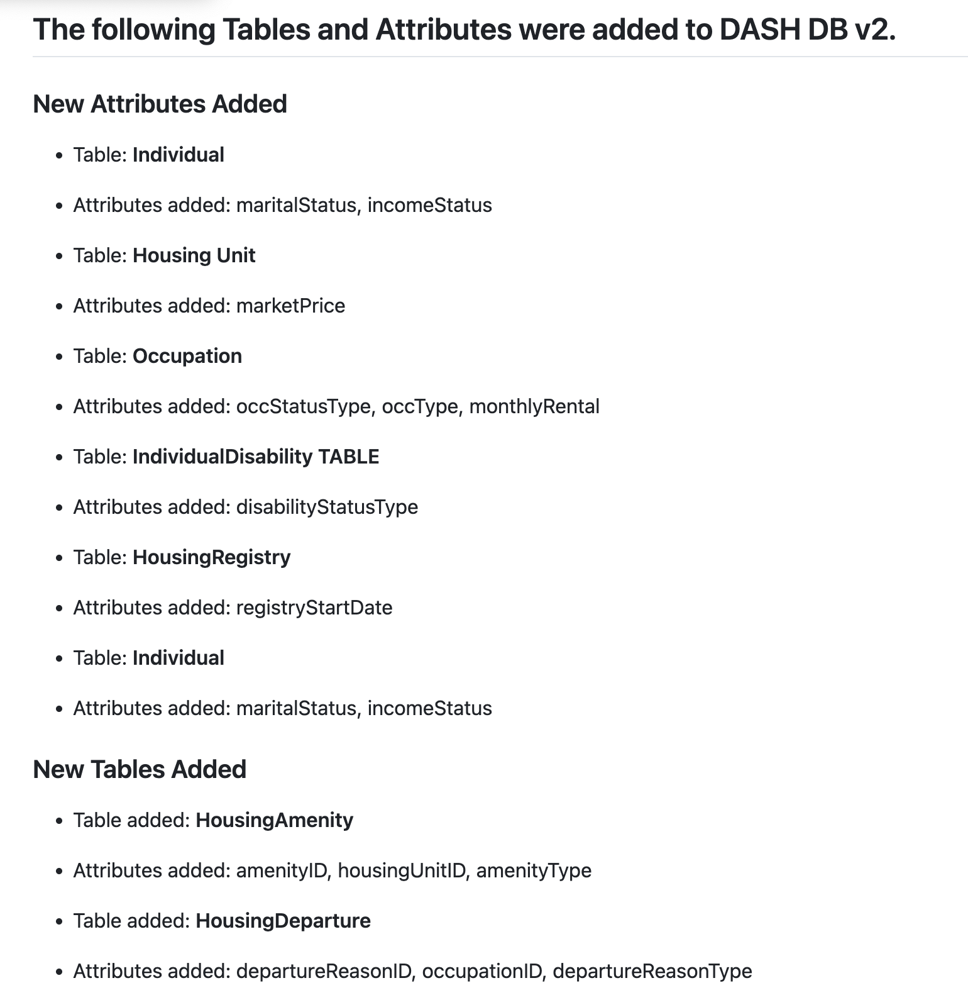 The following Tables and Attributes were added to DASH DB v2.
New Attributes Added
Table: Individual
Attributes added: maritalStatus, incomeStatus
Table: Housing Unit
Attributes added: marketPrice
Table: Occupation
Attributes added: occStatusType, occType, monthlyRental
Table: IndividualDisability TABLE
Attributes added: disabilityStatusType
Table: HousingRegistry
Attributes added: registryStartDate
Table: Individual
Attributes added: maritalStatus, incomeStatus
New Tables Added
Table added: HousingAmenity
Attributes added: amenityID, housingUnitID, amenityType
Table added: HousingDeparture
Attributes added: departureReasonID, occupationID, departureReasonType